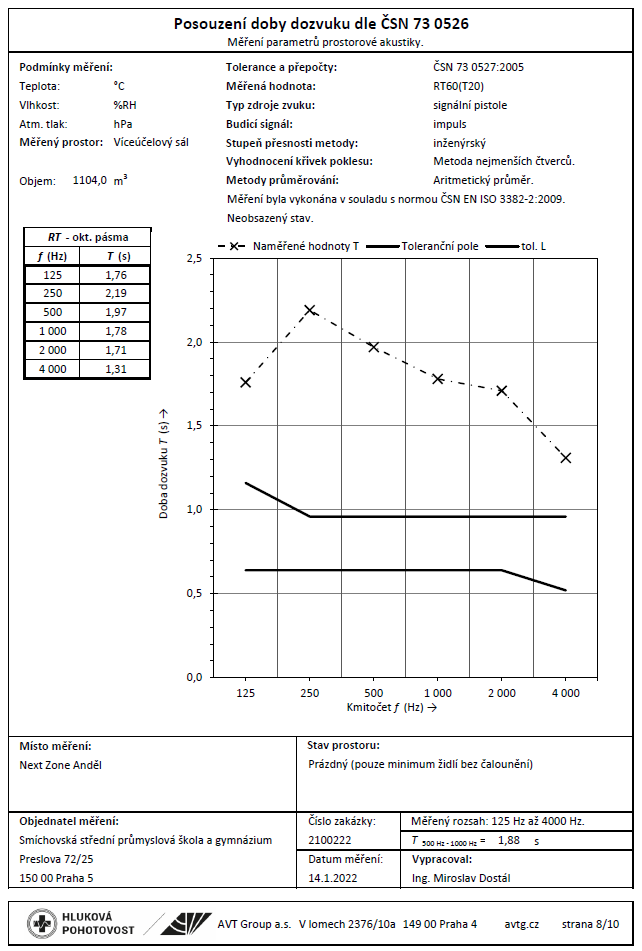 Posouzení doby dozvuku dle ČSN 73 0526
Měření parametrů prostorové akustiky.
Podmínky měření:
Teplota: °C
Vlhkost: %RH
Atm. tlak: hPa
Měřený prostor: Víceúčelový sál
Objem: 1104,0 m³
Tolerance a přepočty: ČSN 73 0527:2005
Měřená hodnota: RT60(T20)
Typ zdroje zvuku: signální pistole
Budicí signál: impuls
Stupeň přesnosti metody: inženýrský
Vyhodnocení křivek poklesu: Metoda nejmenších čtverců.
Metody průměrování: Aritmetický průměr.
Měření byla vykonána v souladu s normou ČSN EN ISO 3382-2:2009.
Neobsazený stav.
RT - okt. pásma
f (Hz) T (s)
125 1,76
250 2,19
500 1,97
1 000 1,78
2 000 1,71
4 000 1,31
Naměřené hodnoty T Toleranční pole tol. L
2,5
2,0
1,5
1,0
0,5
0,0
Doba dozvuku T (s) →
125 250 500 1 000 2 000 4 000
Kmitočet f (Hz) →
Místo měření:
Next Zone Anděl
Stav prostoru:
Prázdný (pouze minimum židlí bez čalounění)
Objednatel měření:
Smíchovská střední průmyslová škola a gymnázium
Preslova 72/25
150 00 Praha 5
Číslo zakázky:
2100222
Datum měření:
14.1.2022
Měřený rozsah: 125 Hz až 4000 Hz.
T 500 Hz - 1000 Hz = 1,88 s
Vypracoval:
Ing. Miroslav Dostál
HLUKOVÁ
POHOTOVOST
AVT Group a.s. V lomech 2376/10a 149 00 Praha 4 avtg.cz strana 8/10